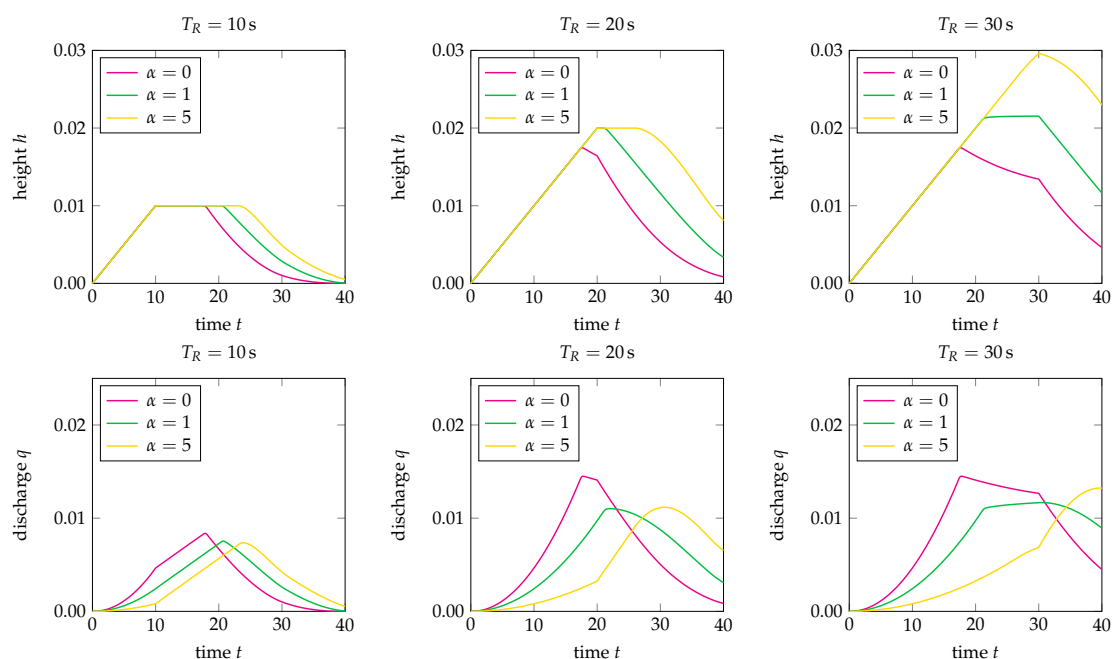 T_R = 10 s
height h
0.03
0.02
0.01
0.00
α = 0
α = 1
α = 5
0 10 20 30 40
time t
T_R = 20 s
height h
0.03
0.02
0.01
0.00
α = 0
α = 1
α = 5
0 10 20 30 40
time t
T_R = 30 s
height h
0.03
0.02
0.01
0.00
α = 0
α = 1
α = 5
0 10 20 30 40
time t
T_R = 10 s
discharge q
0.02
0.01
0.00
α = 0
α = 1
α = 5
0 10 20 30 40
time t
T_R = 20 s
discharge q
0.02
0.01
0.00
α = 0
α = 1
α = 5
0 10 20 30 40
time t
T_R = 30 s
discharge q
0.02
0.01
0.00
α = 0
α = 1
α = 5
0 10 20 30 40
time t